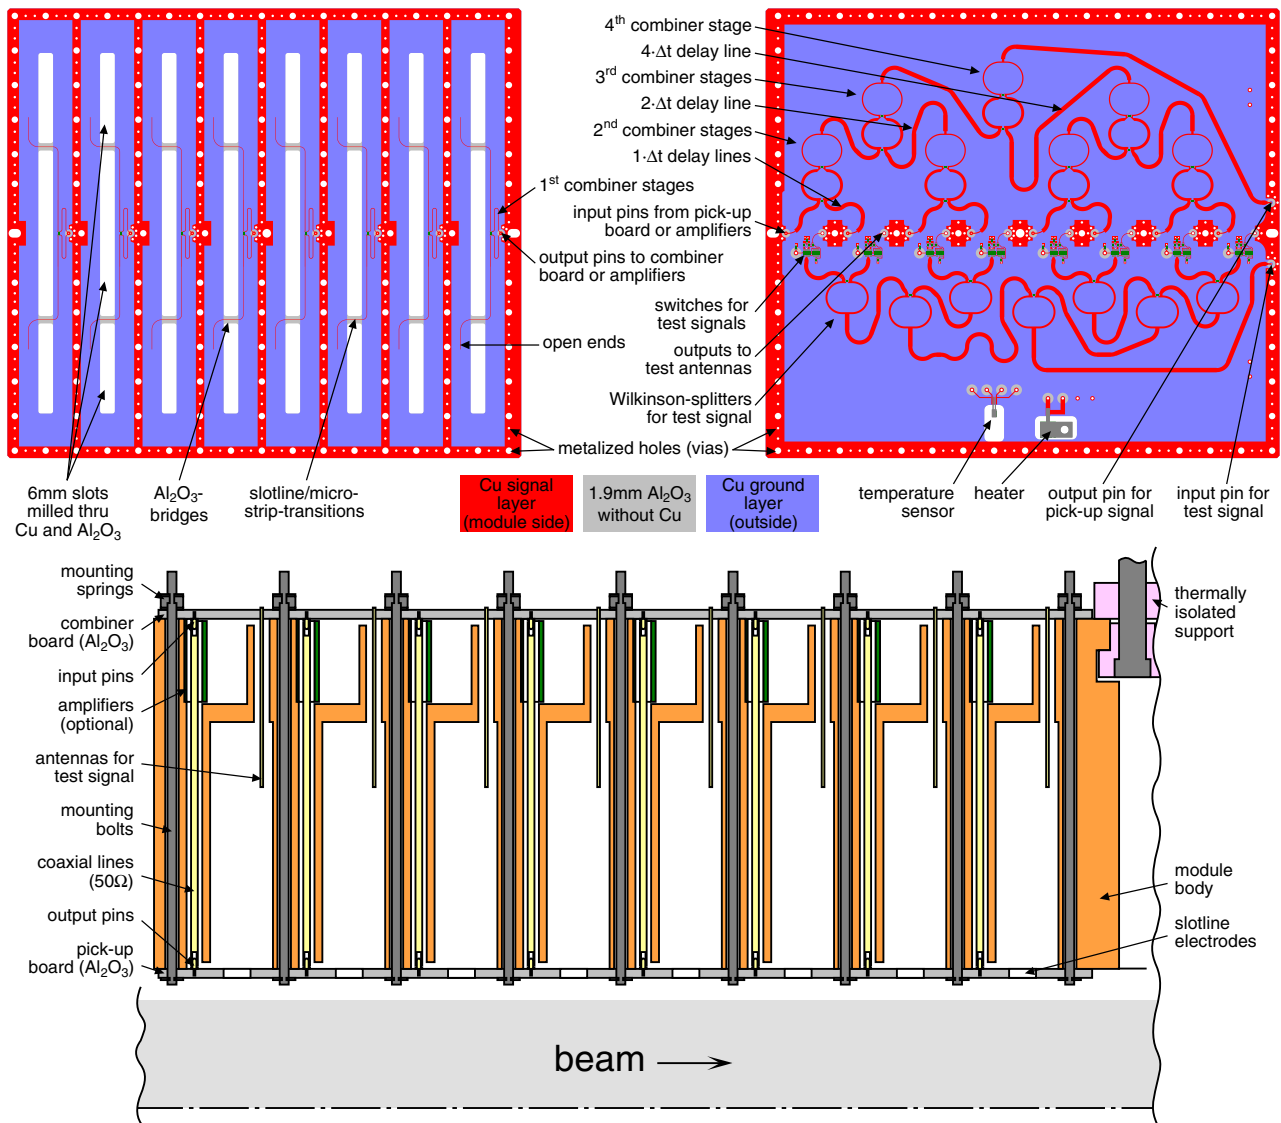 4th combiner stage
4·Δt delay line
3rd combiner stages
2·Δt delay line
2nd combiner stages
1·Δt delay lines
1st combiner stages
input pins from pick-up
board or amplifiers
output pins to combiner
board or amplifiers
switches for
test signals
open ends
outputs to
test antennas
Wilkinson-splitters
for test signal
metalized holes (vias)
6mm slots
milled thru
Cu and Al₂O₃
Al₂O₃-
bridges
slotline/micro-
strip-transitions
Cu signal
layer
(module side)
1.9mm Al₂O₃
without Cu
Cu ground
layer
(outside)
temperature
sensor
heater
output pin for
pick-up signal
input pin for
test signal
mounting
springs
combiner
board (Al₂O₃)
input pins
amplifiers
(optional)
antennas for
test signal
mounting
bolts
coaxial lines
(50Ω)
output pins
pick-up
board (Al₂O₃)
thermally
isolated
support
module
body
slotline
electrodes
beam